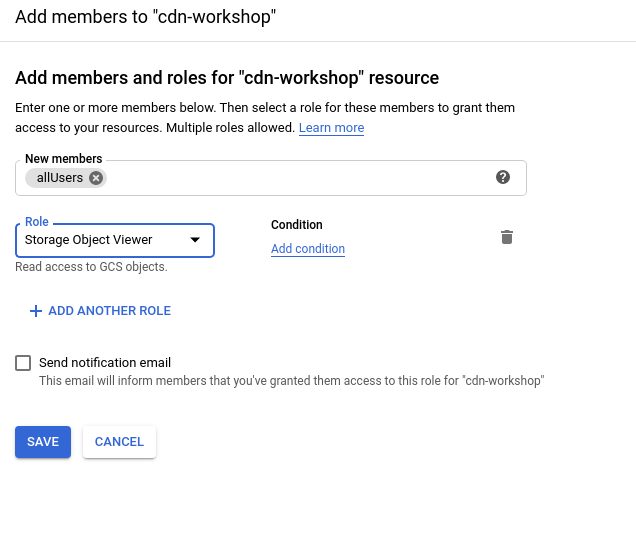 Add members to "cdn-workshop"
Add members and roles for "cdn-workshop" resource
Enter one or more members below. Then select a role for these members to grant them
access to your resources. Multiple roles allowed. Learn more
New members
allUsers
Role
Storage Object Viewer
Condition
Add condition
Read access to GCS objects.
ADD ANOTHER ROLE
Send notification email
This email will inform members that you've granted them access to this role for "cdn-workshop"
SAVE CANCEL